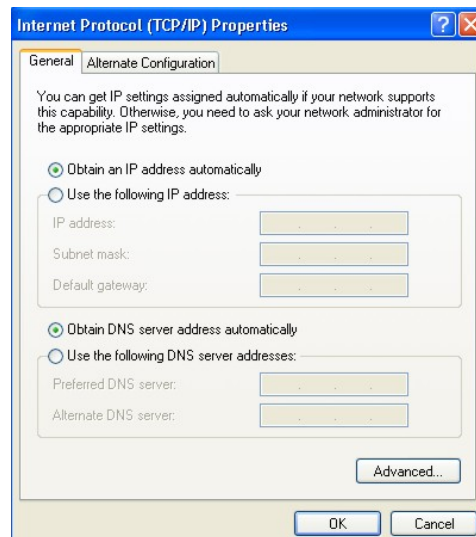 Internet Protocol (TCP/IP) Properties
General
Alternate Configuration
You can get IP settings assigned automatically if your network supports
this capability. Otherwise, you need to ask your network administrator for
the appropriate IP settings.
Obtain an IP address automatically
Use the following IP address:
IP address:
Subnet mask:
Default gateway:
Obtain DNS server address automatically
Use the following DNS server addresses:
Preferred DNS server:
Alternate DNS server:
Advanced...
OK
Cancel